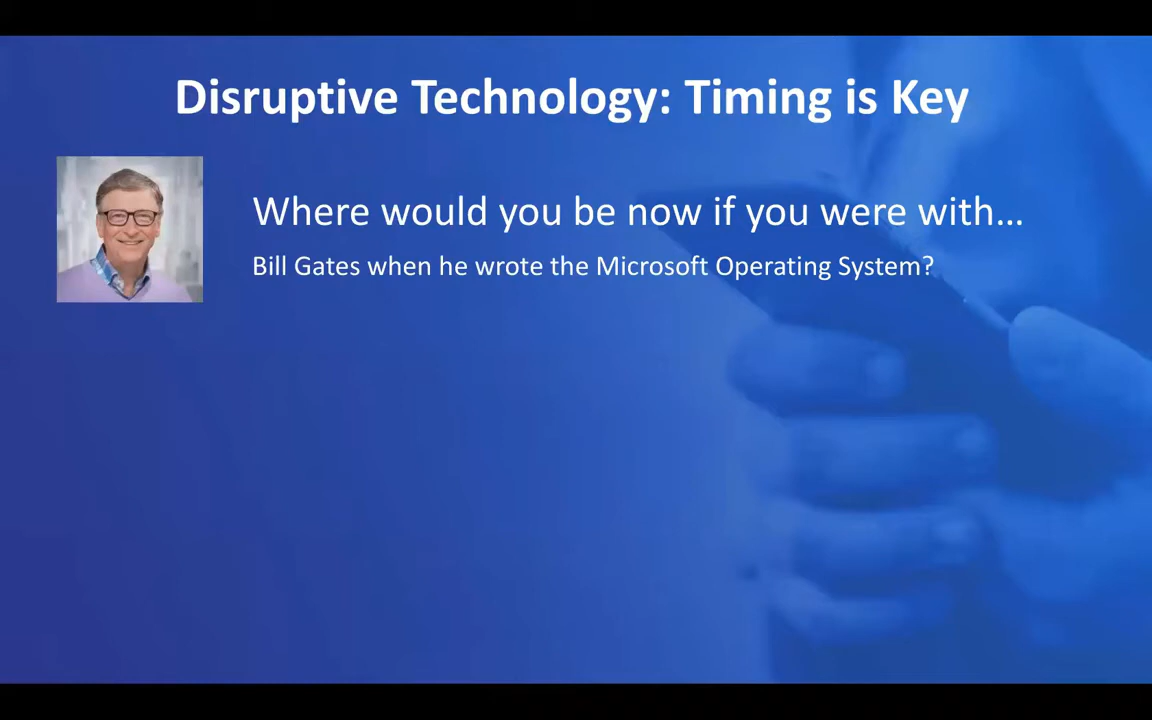 Disruptive Technology: Timing is Key
Where would you be now if you were with...
Bill Gates when he wrote the Microsoft Operating System?